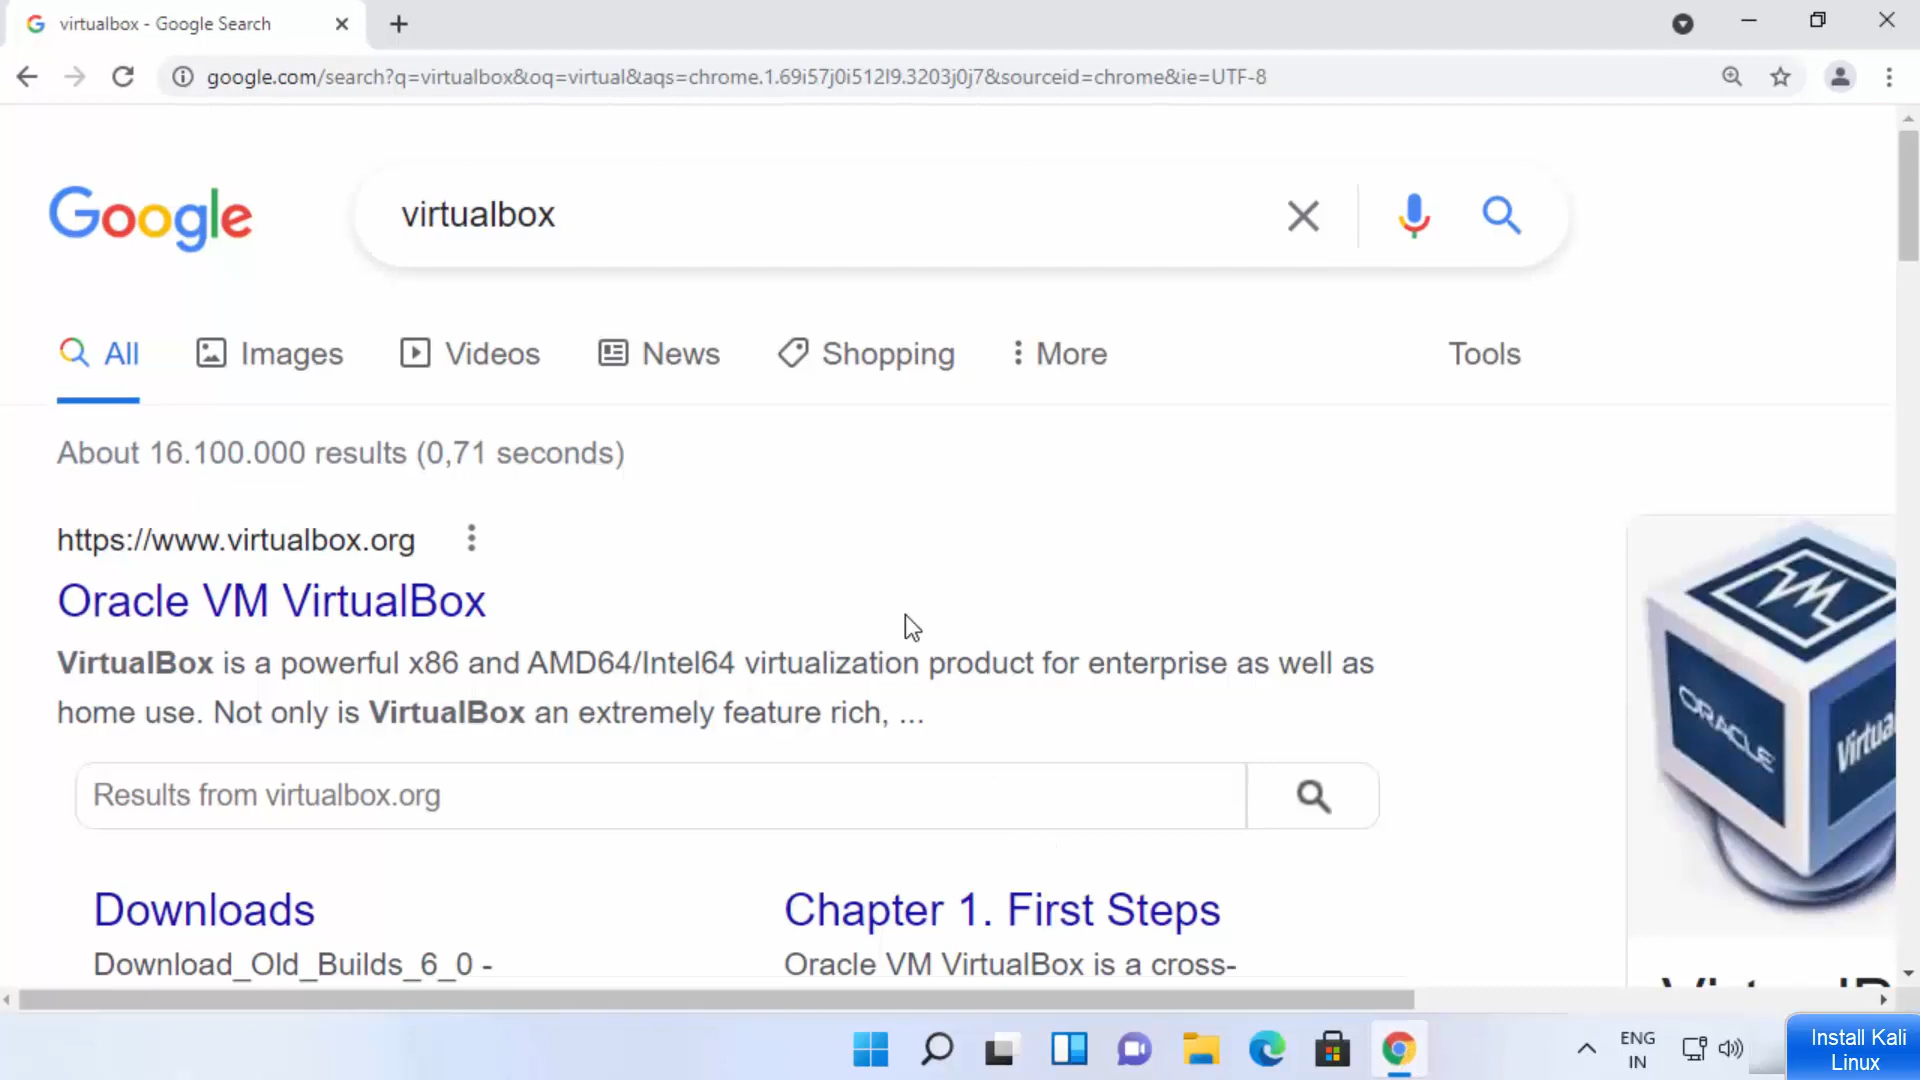 virtualbox - Google Search
google.com/search?q=virtualbox&oq=virtual&aqs=chrome.1.69i57j0i512l9.3203j0j7&sourceid=chrome&ie=UTF-8
Google
virtualbox
All
Images
Videos
News
Shopping
More
Tools
About 16.100.000 results (0,71 seconds)
https://www.virtualbox.org
Oracle VM VirtualBox
VirtualBox is a powerful x86 and AMD64/Intel64 virtualization product for enterprise as well as
home use. Not only is VirtualBox an extremely feature rich, ...
ORACLE
Results from virtualbox.org
Downloads
Chapter 1. First Steps
Download_Old_Builds_6_0 -
Oracle VM VirtualBox is a cross-
ENG
IN
Install Kali
Linux